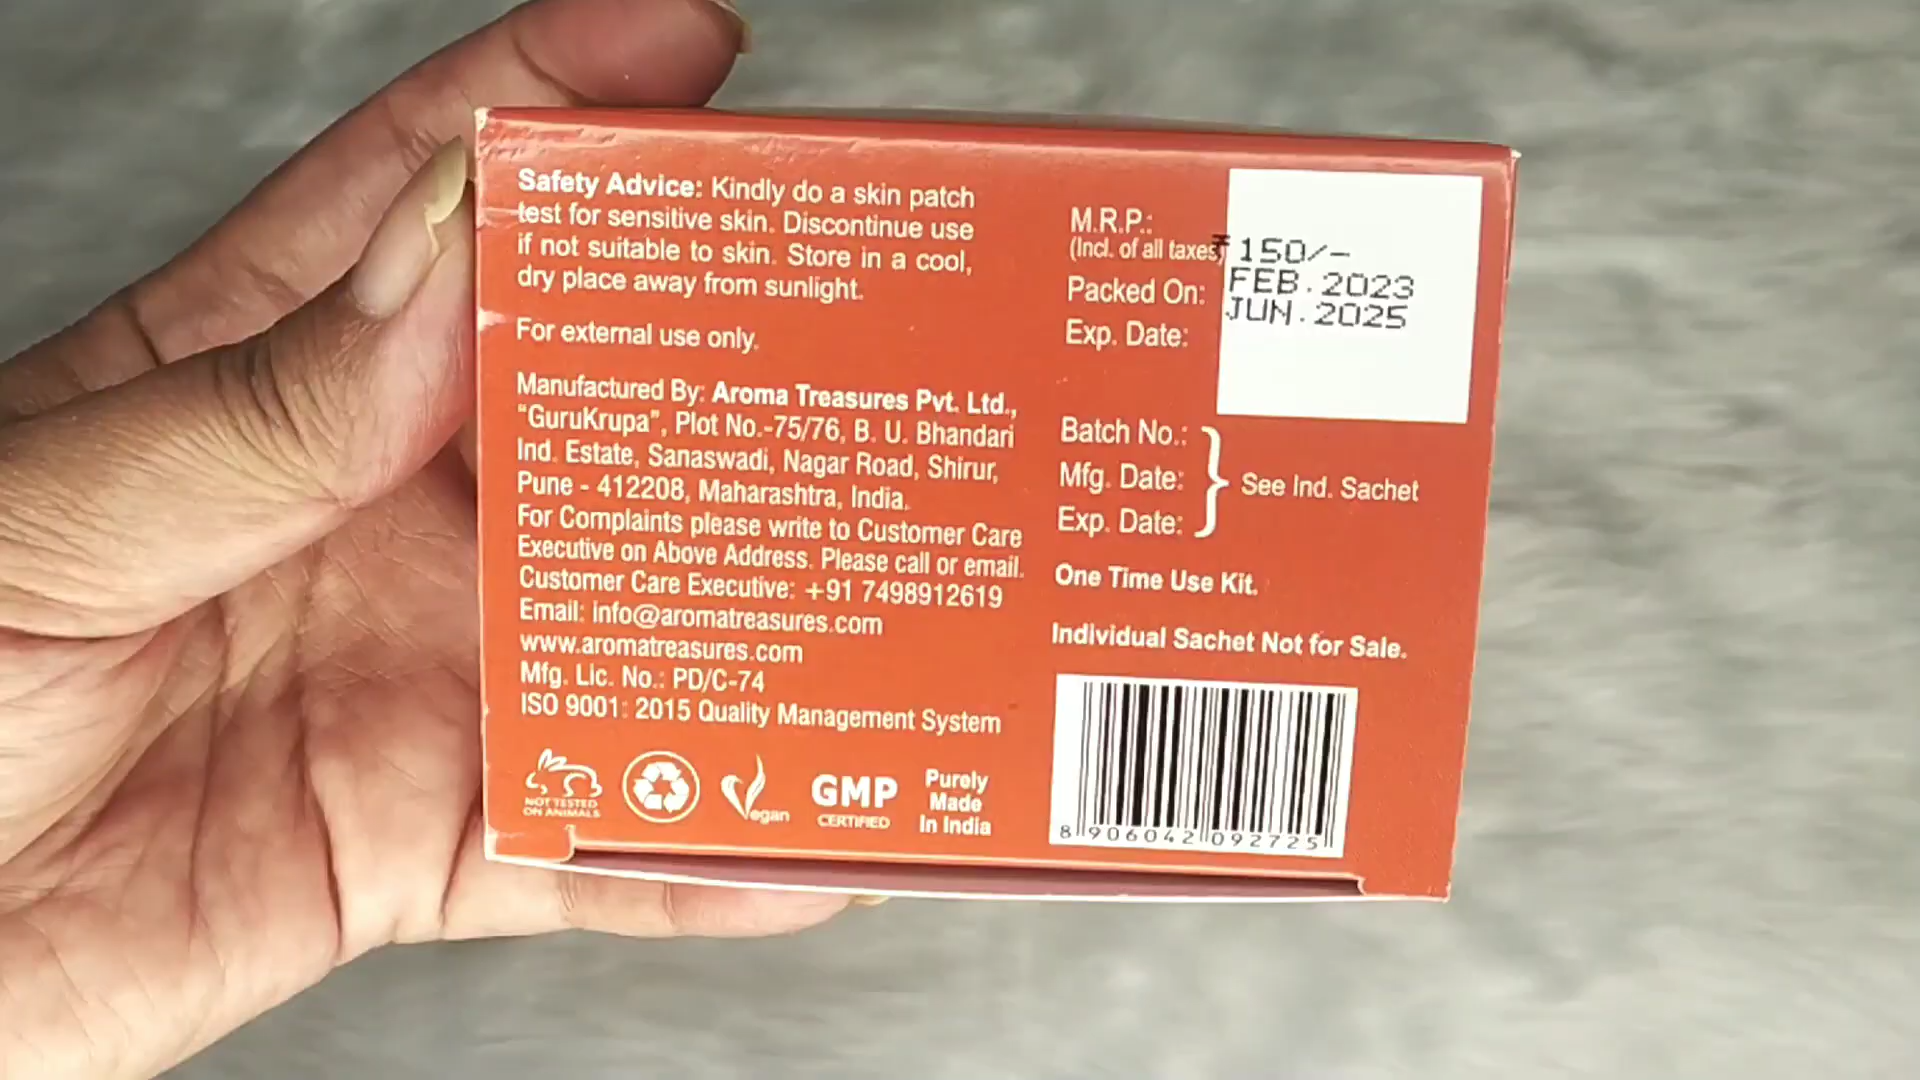 Safety Advice: Kindly do a skin patch
test for sensitive skin. Discontinue use
if not suitable to skin. Store in a cool,
dry place away from sunlight.
For external use only.
Manufactured By: Aroma Treasures Pvt. Ltd.,
"GuruKrupa", Plot No.-75/76, B. U. Bhandari
Ind. Estate, Sanaswadi, Nagar Road, Shirur,
Pune - 412208, Maharashtra, India.
For Complaints please write to Customer Care
Executive on Above Address. Please call or email.
Customer Care Executive: +91 7498912619
Email: info@aromatreasures.com
www.aromatreasures.com
Mfg. Lic. No.: PD/C-74
ISO 9001: 2015 Quality Management System
NOT TESTED
ON ANIMALS
Vegan
GMP
CERTIFIED
Purely
Made
In India
M.R.P.:
(Incl. of all taxes) ₹ 150/-
Packed On: FEB.2023
Exp. Date: JUN.2025
Batch No.:
Mfg. Date: } See Ind. Sachet
Exp. Date:
One Time Use Kit.
Individual Sachet Not for Sale.
8 906042 092725